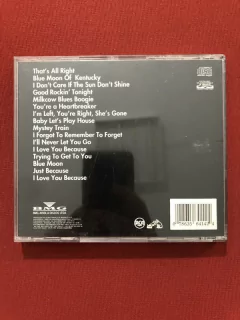 That's All Right
Blue Moon Of Kentucky
I Don't Care If The Sun Don't Shine
Good Rockin' Tonight
Milkcow Blues Boogie
You're a Heartbreaker
I'm Left, You're Right, She's Gone
Baby Let's Play House
Mystery Train
I Forgot To Remember To Forget
I'll Never Let You Go
I Love You Because
Trying To Get To You
Blue Moon
Just Because
I Love You Because
BMG
RCA